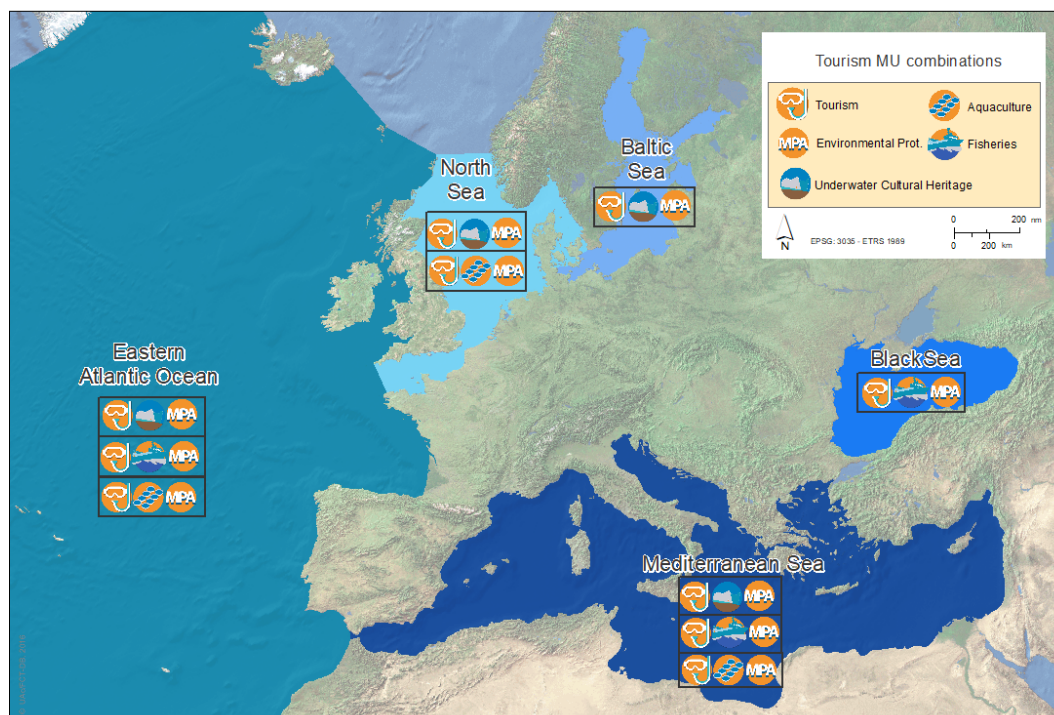 Tourism MU combinations
Tourism
Aquaculture
MPA
Environmental Prot.
Fisheries
Underwater Cultural Heritage
N
EPSG: 3035 - ETRS 1989
0 200 nm
0 200 km
Baltic
Sea
MPA
North
Sea
MPA
MPA
Eastern
Atlantic Ocean
MPA
MPA
MPA
BlackSea
MPA
Mediterranean Sea
MPA
MPA
MPA